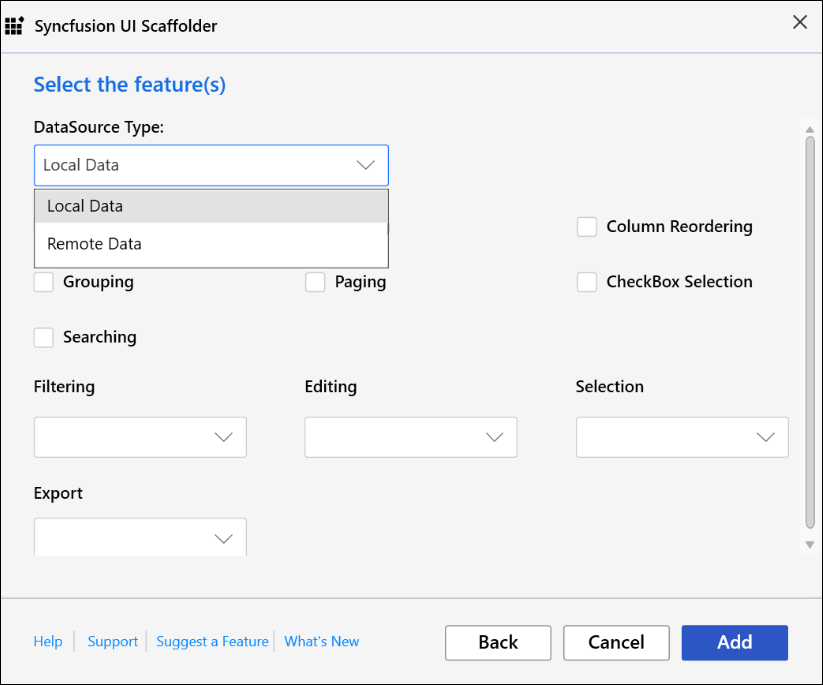 Syncfusion UI Scaffolder
Select the feature(s)
DataSource Type:
Local Data
Local Data
Remote Data
Column Reordering
Grouping
Paging
CheckBox Selection
Searching
Filtering
Editing
Selection
Export
Help
Support
Suggest a Feature
What's New
Back
Cancel
Add